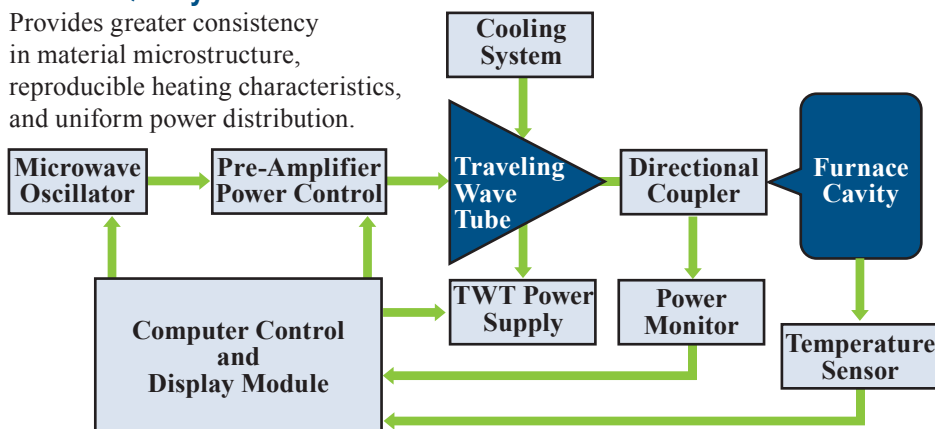 Provides greater consistency
in material microstructure,
reproducible heating characteristics,
and uniform power distribution.
Cooling
System
Microwave
Oscillator
Pre-Amplifier
Power Control
Traveling
Wave
Tube
Directional
Coupler
Furnace
Cavity
Computer Control
and
Display Module
TWT Power
Supply
Power
Monitor
Temperature
Sensor